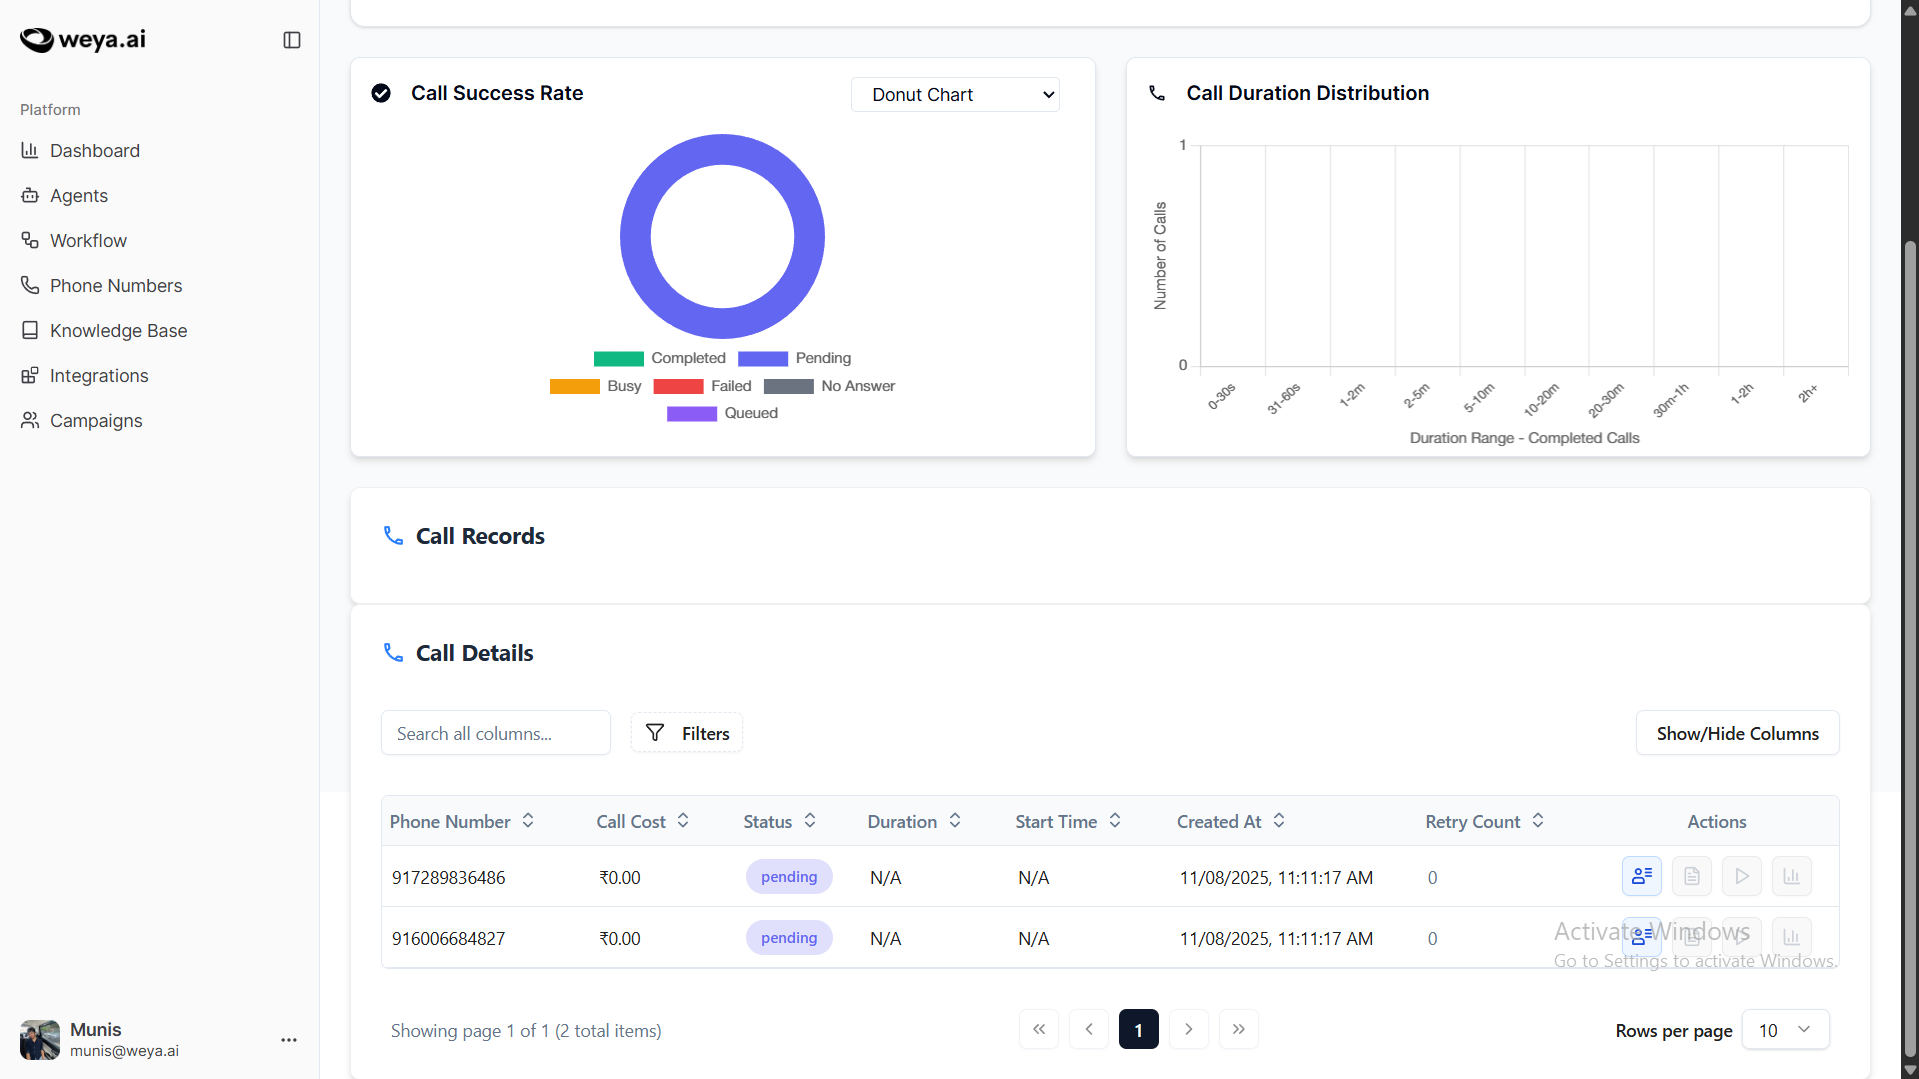 weya.ai
Platform
Dashboard
Agents
Workflow
Phone Numbers
Knowledge Base
Integrations
Campaigns
Munis
munis@weya.ai
Call Success Rate
Donut Chart
Completed Pending
Busy Failed No Answer
Queued
Call Duration Distribution
Number of Calls
1
0
0-30s 31-60s 1-2m 2-5m 5-10m 10-20m 20-30m 30m-1h 1-2h 2h+
Duration Range - Completed Calls
Call Records
Call Details
Search all columns...
Filters
Show/Hide Columns
Phone Number Call Cost Status Duration Start Time Created At Retry Count Actions
917289836486 ₹0.00 pending N/A N/A 11/08/2025, 11:11:17 AM 0
916006684827 ₹0.00 pending N/A N/A 11/08/2025, 11:11:17 AM 0
Activate Windows
Go to Settings to activate Windows.
Showing page 1 of 1 (2 total items)
1
Rows per page 10